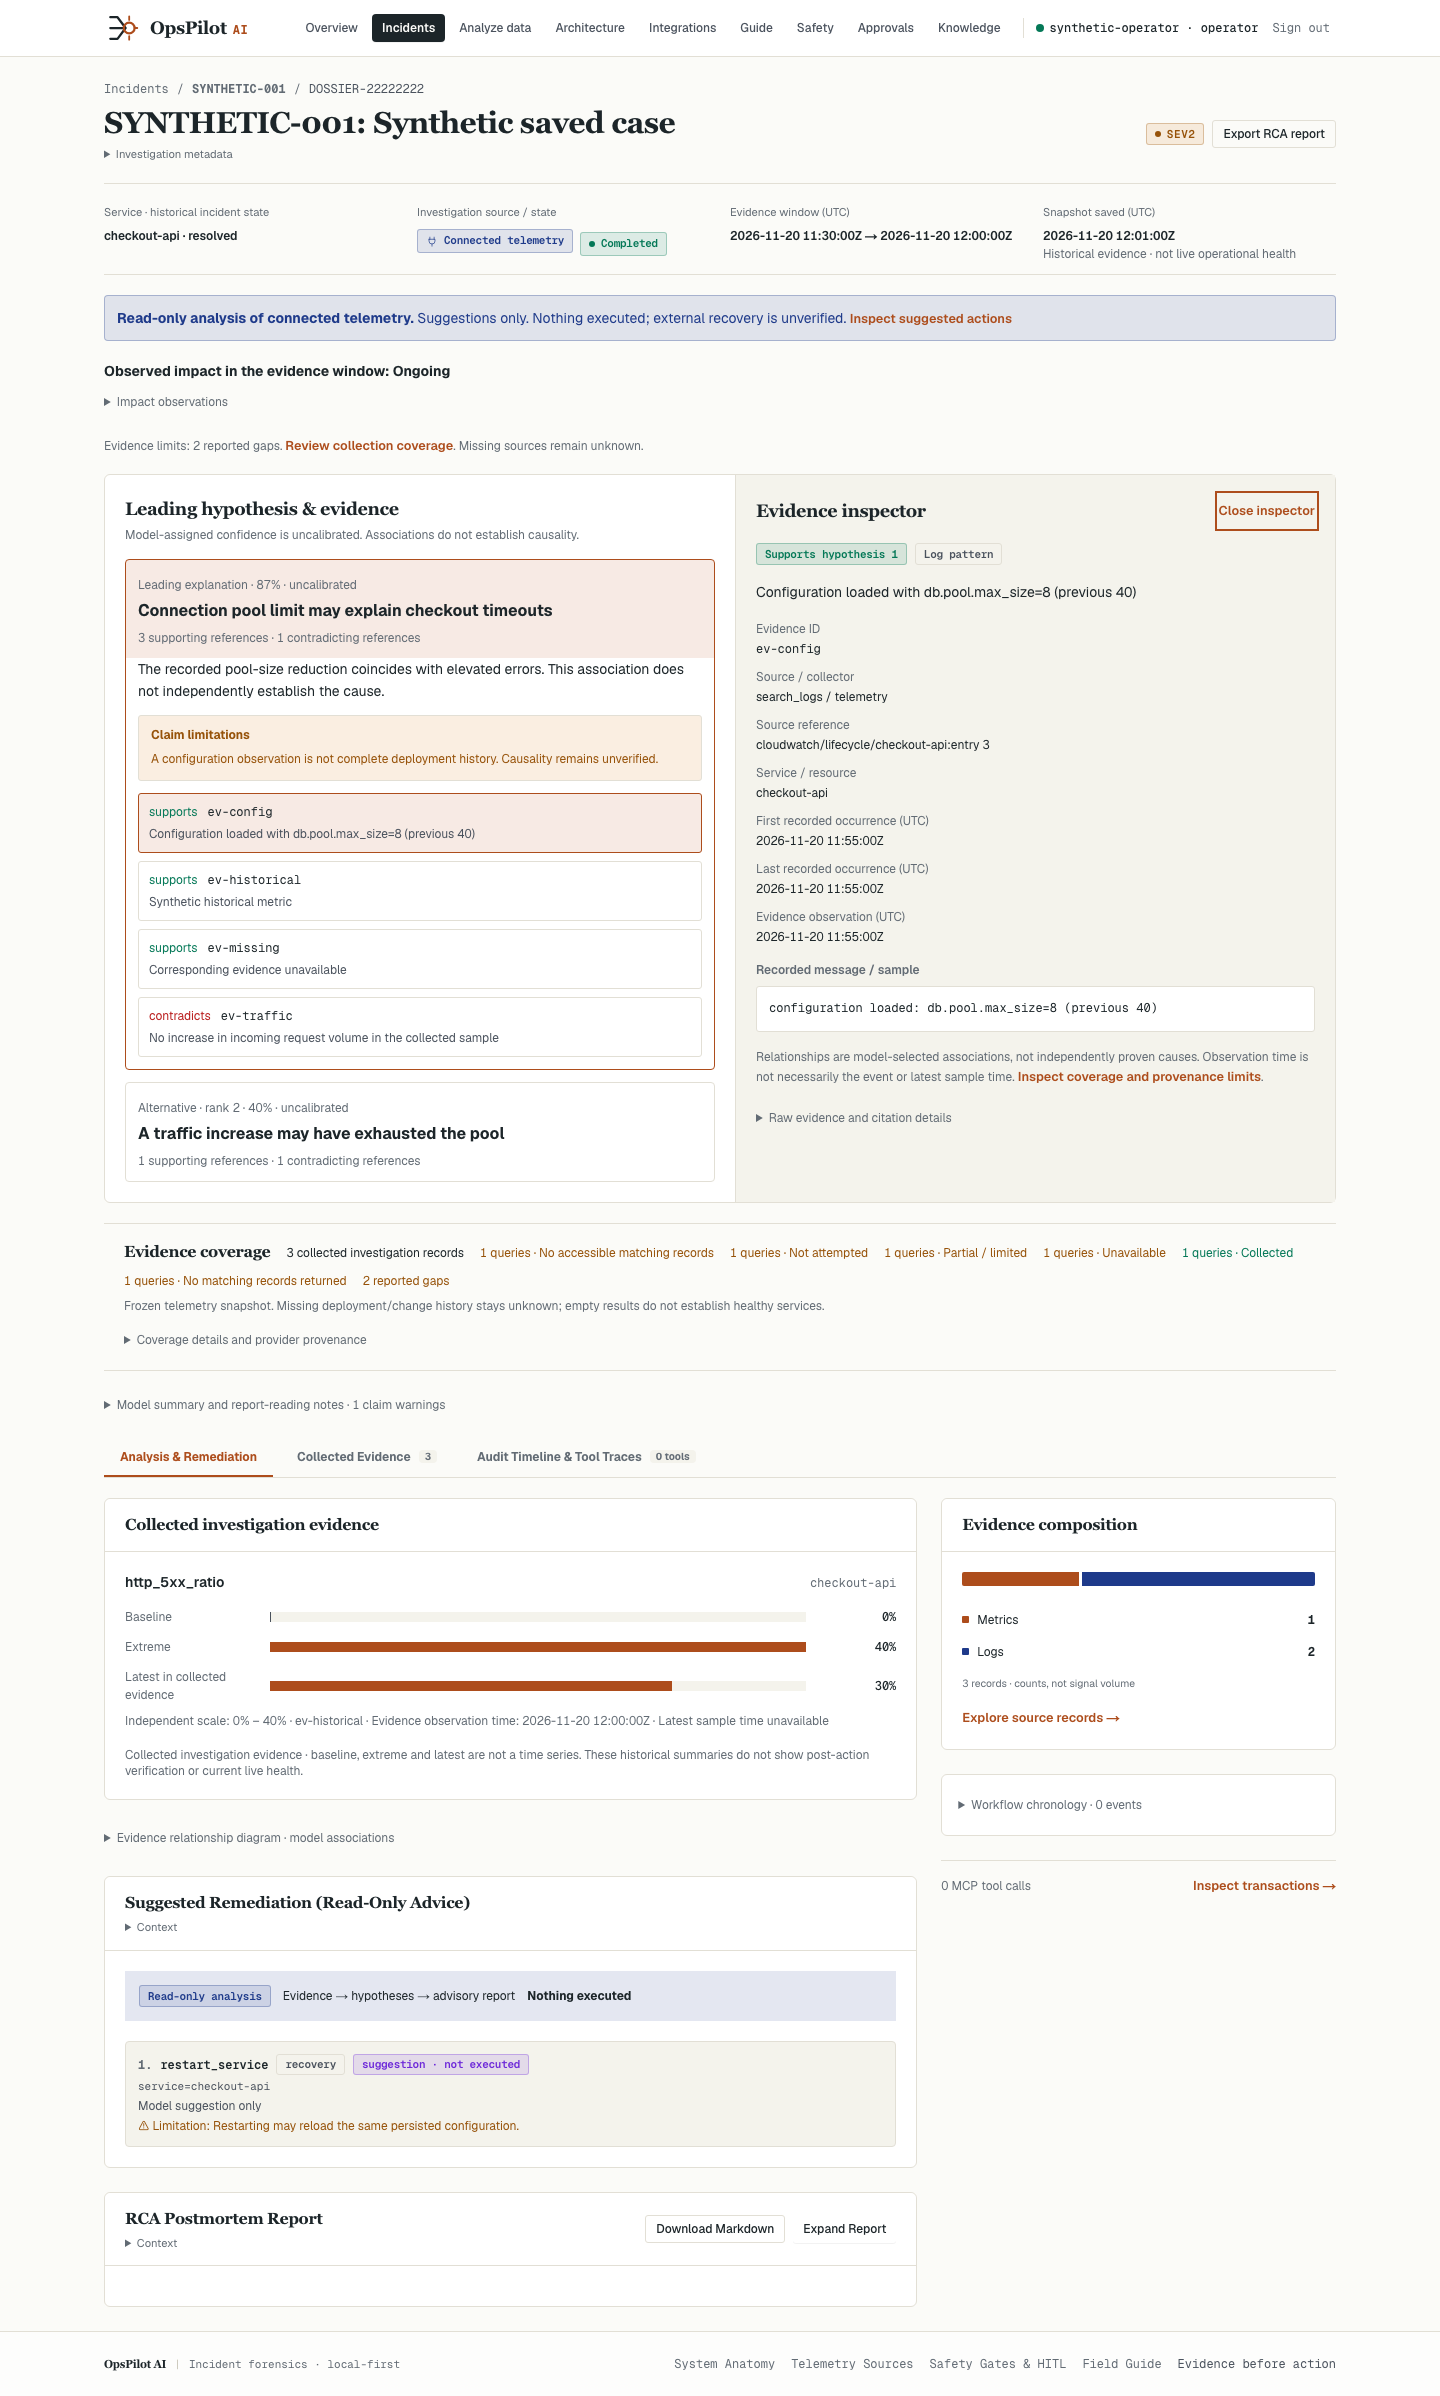 OpsPilot AI
Overview
Incidents
Analyze data
Architecture
Integrations
Guide
Safety
Approvals
Knowledge
synthetic-operator · operator
Sign out
Incidents / SYNTHETIC-001 / DOSSIER-22222222
SYNTHETIC-001: Synthetic saved case
SEV2
Export RCA report
Investigation metadata
Service · historical incident state
checkout-api · resolved
Investigation source / state
Connected telemetry
Completed
Evidence window (UTC)
2026-11-20 11:30:00Z → 2026-11-20 12:00:00Z
Snapshot saved (UTC)
2026-11-20 12:01:00Z
Historical evidence · not live operational health
Read-only analysis of connected telemetry. Suggestions only. Nothing executed; external recovery is unverified. Inspect suggested actions
Observed impact in the evidence window: Ongoing
Impact observations
Evidence limits: 2 reported gaps. Review collection coverage. Missing sources remain unknown.
Leading hypothesis & evidence
Model-assigned confidence is uncalibrated. Associations do not establish causality.
Leading explanation · 87% · uncalibrated
Connection pool limit may explain checkout timeouts
3 supporting references · 1 contradicting references
The recorded pool-size reduction coincides with elevated errors. This association does
not independently establish the cause.
Claim limitations
A configuration observation is not complete deployment history. Causality remains unverified.
supports ev-config
Configuration loaded with db.pool.max_size=8 (previous 40)
supports ev-historical
Synthetic historical metric
supports ev-missing
Corresponding evidence unavailable
contradicts ev-traffic
No increase in incoming request volume in the collected sample
Alternative · rank 2 · 40% · uncalibrated
A traffic increase may have exhausted the pool
1 supporting references · 1 contradicting references
Evidence inspector
Close inspector
Supports hypothesis 1
Log pattern
Configuration loaded with db.pool.max_size=8 (previous 40)
Evidence ID
ev-config
Source / collector
search_logs / telemetry
Source reference
cloudwatch/lifecycle/checkout-api:entry 3
Service / resource
checkout-api
First recorded occurrence (UTC)
2026-11-20 11:55:00Z
Last recorded occurrence (UTC)
2026-11-20 11:55:00Z
Evidence observation (UTC)
2026-11-20 11:55:00Z
Recorded message / sample
configuration loaded: db.pool.max_size=8 (previous 40)
Relationships are model-selected associations, not independently proven causes. Observation time is
not necessarily the event or latest sample time. Inspect coverage and provenance limits.
Raw evidence and citation details
Evidence coverage 3 collected investigation records 1 queries · No accessible matching records 1 queries · Not attempted 1 queries · Partial / limited 1 queries · Unavailable 1 queries · Collected
1 queries · No matching records returned 2 reported gaps
Frozen telemetry snapshot. Missing deployment/change history stays unknown; empty results do not establish healthy services.
Coverage details and provider provenance
Model summary and report-reading notes · 1 claim warnings
Analysis & Remediation
Collected Evidence 3
Audit Timeline & Tool Traces 0 tools
Collected investigation evidence
http_5xx_ratio
checkout-api
Baseline 0%
Extreme 40%
Latest in collected
evidence
30%
Independent scale: 0% – 40% · ev-historical · Evidence observation time: 2026-11-20 12:00:00Z · Latest sample time unavailable
Collected investigation evidence · baseline, extreme and latest are not a time series. These historical summaries do not show post-action
verification or current live health.
Evidence composition
Metrics 1
Logs 2
3 records · counts, not signal volume
Explore source records →
Workflow chronology · 0 events
0 MCP tool calls
Inspect transactions →
Evidence relationship diagram · model associations
Suggested Remediation (Read-Only Advice)
Context
Read-only analysis
Evidence → hypotheses → advisory report Nothing executed
1. restart_service recovery suggestion · not executed
service=checkout-api
Model suggestion only
⚠ Limitation: Restarting may reload the same persisted configuration.
RCA Postmortem Report
Context
Download Markdown
Expand Report
OpsPilot AI
Incident forensics · local-first
System Anatomy
Telemetry Sources
Safety Gates & HITL
Field Guide
Evidence before action